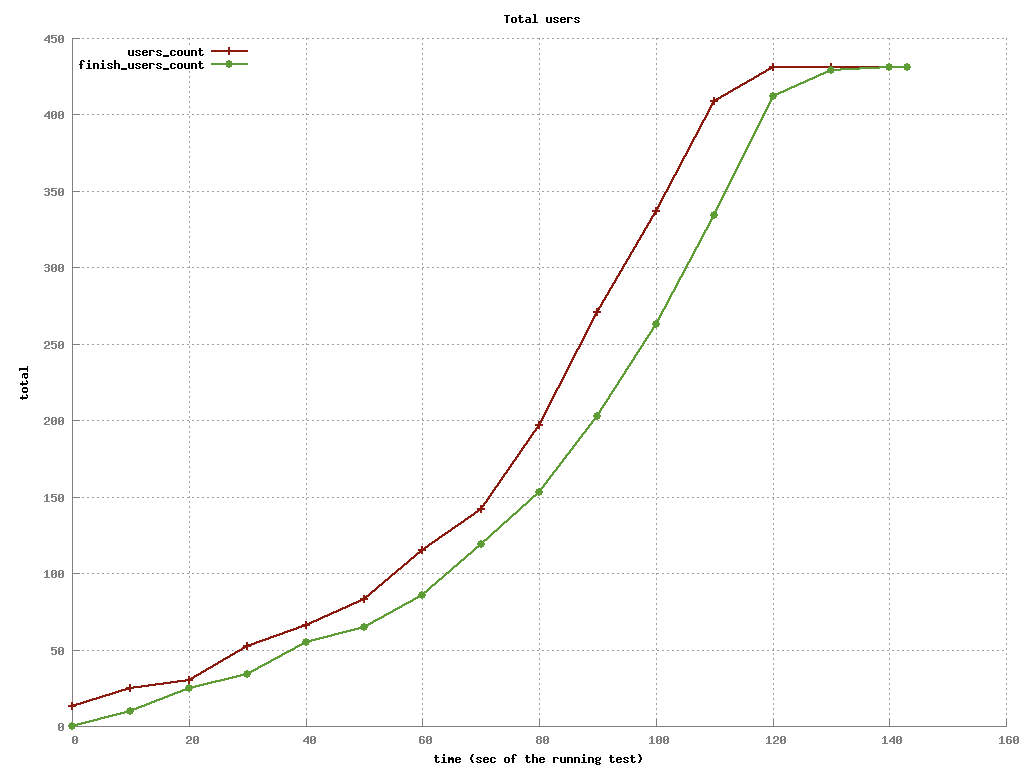 Total users
users_count
finish_users_count
450
400
350
300
250
200
150
100
50
0
total
0 20 40 60 80 100 120 140 160
time (sec of the running test)